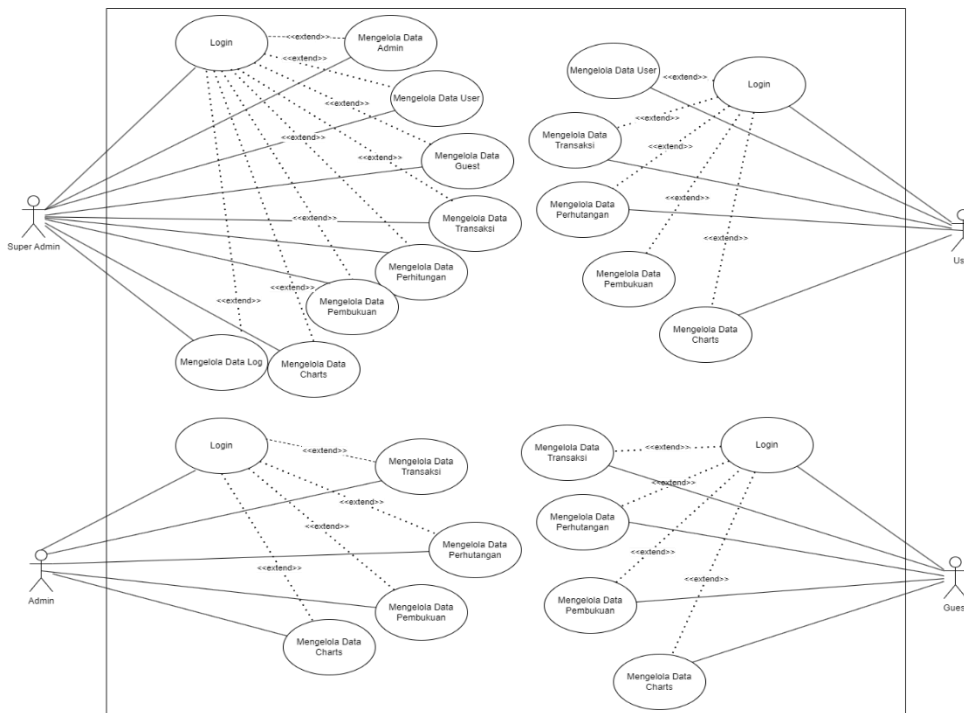 Login
<<extend>>
Mengelola Data
Admin
<<extend>>
Mengelola Data User
<<extend>>
Mengelola Data
Guest
<<extend>>
<<extend>>
Mengelola Data
Transaksi
<<extend>>
Mengelola Data
Perhitungan
<<extend>>
Mengelola Data
Pembukuan
<<extend>>
Mengelola Data Log
Mengelola Data
Charts
Super Admin
Mengelola Data User
<<extend>>
Login
Mengelola Data
Transaksi
<<extend>>
<<extend>>
Mengelola Data
Perhutangan
<<extend>>
Mengelola Data
Pembukuan
<<extend>>
Mengelola Data
Charts
Us
Login
<<extend>>
Mengelola Data
Transaksi
<<extend>>
Mengelola Data
Perhutangan
<<extend>>
<<extend>>
Mengelola Data
Pembukuan
Mengelola Data
Charts
Admin
Mengelola Data
Transaksi
<<extend>>
Login
<<extend>>
Mengelola Data
Perhutangan
<<extend>>
<<extend>>
Mengelola Data
Pembukuan
Mengelola Data
Charts
Gues